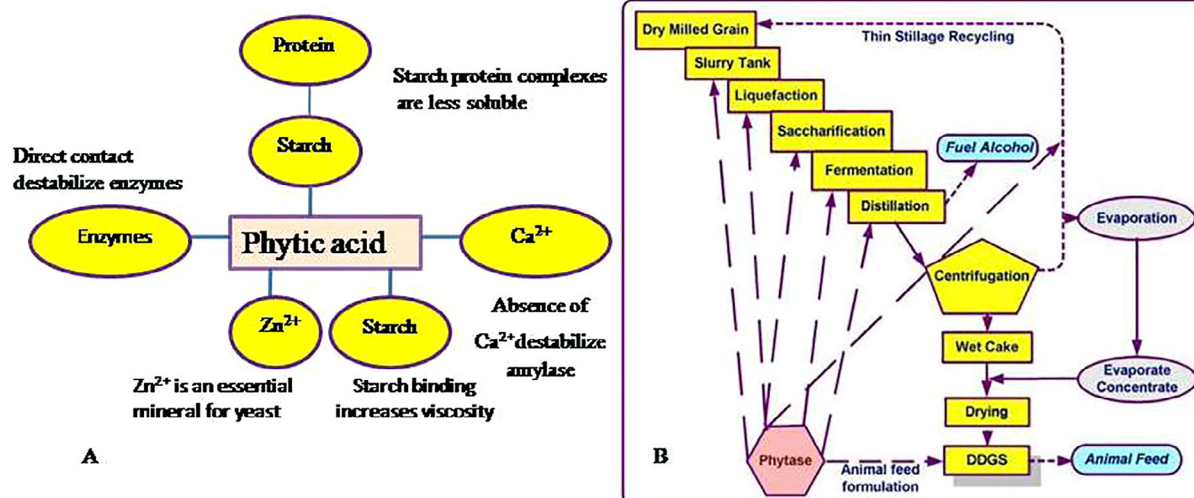 Protein
Starch protein complexes
are less soluble
Starch
Direct contact
destabilize enzymes
Enzymes
Phytic acid
Ca2+
Zn2+
Starch
Absence of
Ca2+ destabilize
amylase
Zn2+ is an essential
mineral for yeast
Starch binding
increases viscosity
A
Dry Milled Grain
Thin Stillage Recycling
Slurry Tank
Liquefaction
Saccharification
Fuel Alcohol
Fermentation
Distillation
Evaporation
Centrifugation
Wet Cake
Evaporate
Concentrate
Drying
B
Phytase
Animal feed
formulation
DDGS
Animal Feed